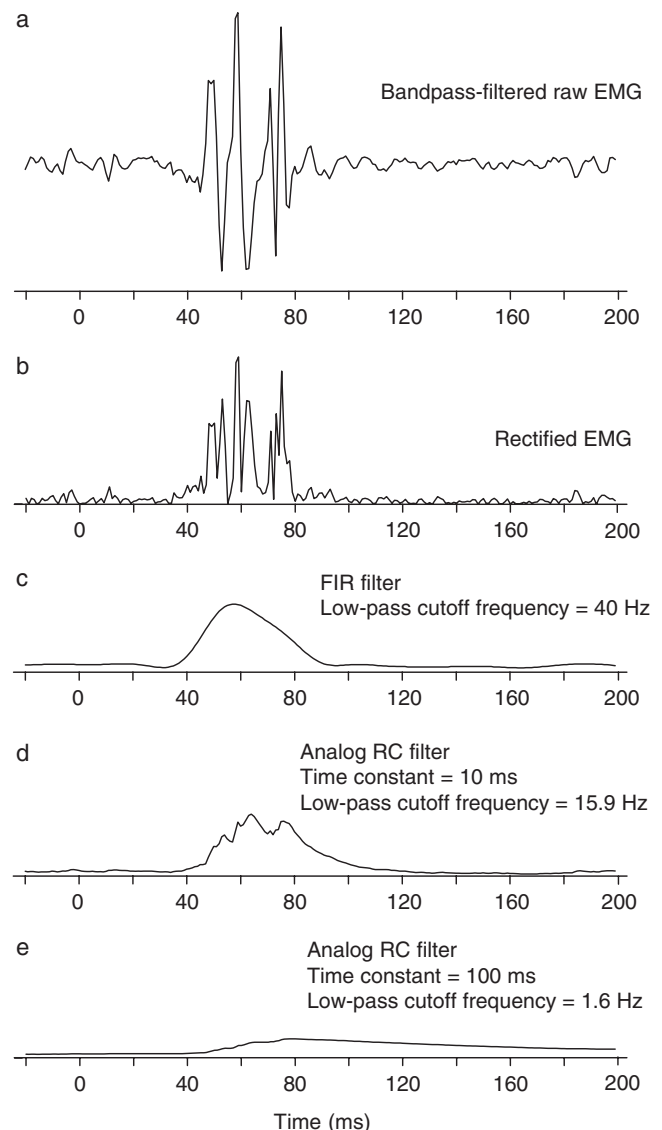 a
Bandpass-filtered raw EMG
0 40 80 120 160 200
b
Rectified EMG
0 40 80 120 160 200
c
FIR filter
Low-pass cutoff frequency = 40 Hz
0 40 80 120 160 200
d
Analog RC filter
Time constant = 10 ms
Low-pass cutoff frequency = 15.9 Hz
0 40 80 120 160 200
e
Analog RC filter
Time constant = 100 ms
Low-pass cutoff frequency = 1.6 Hz
0 40 80 120 160 200
Time (ms)